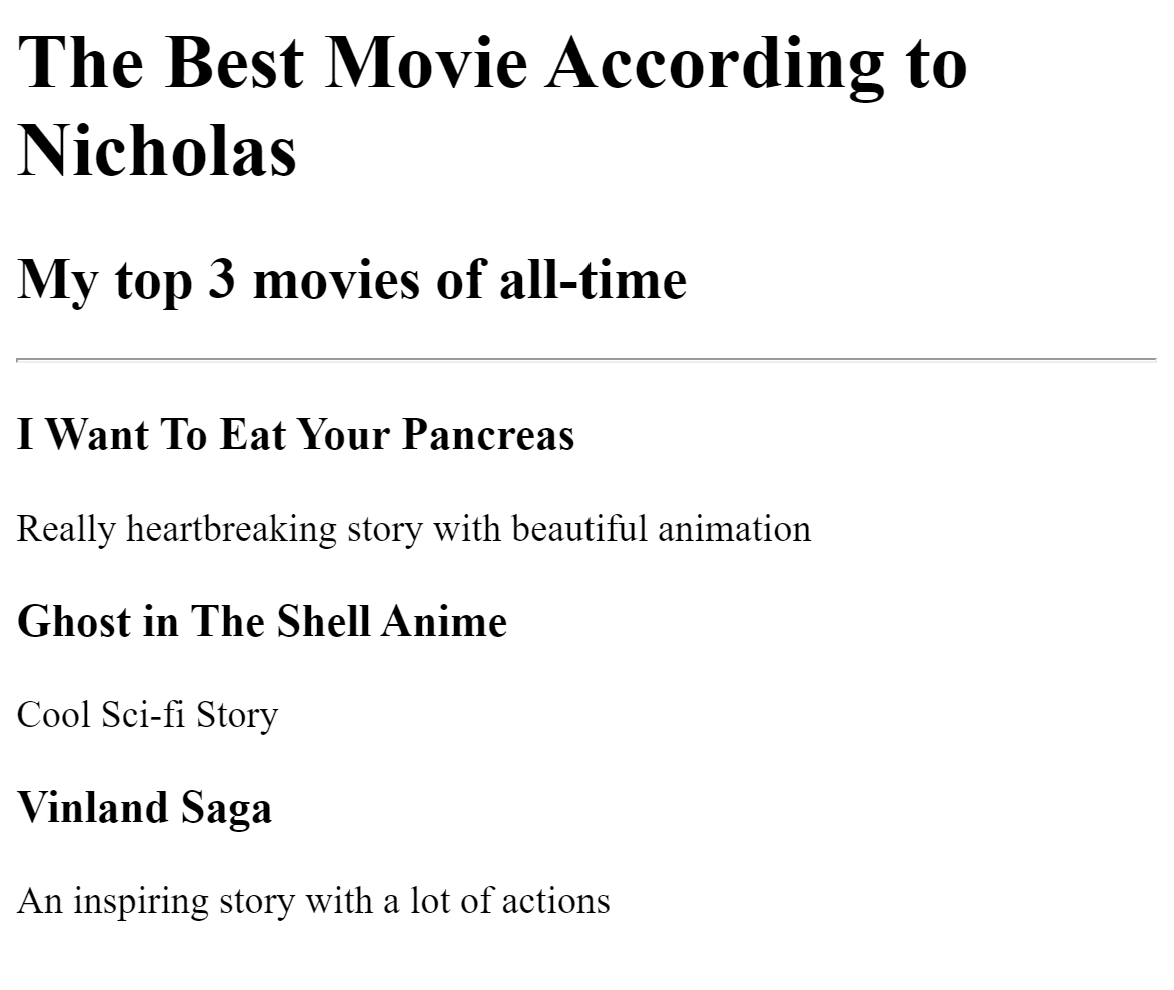 The Best Movie According to
Nicholas
My top 3 movies of all-time
I Want To Eat Your Pancreas
Really heartbreaking story with beautiful animation
Ghost in The Shell Anime
Cool Sci-fi Story
Vinland Saga
An inspiring story with a lot of actions